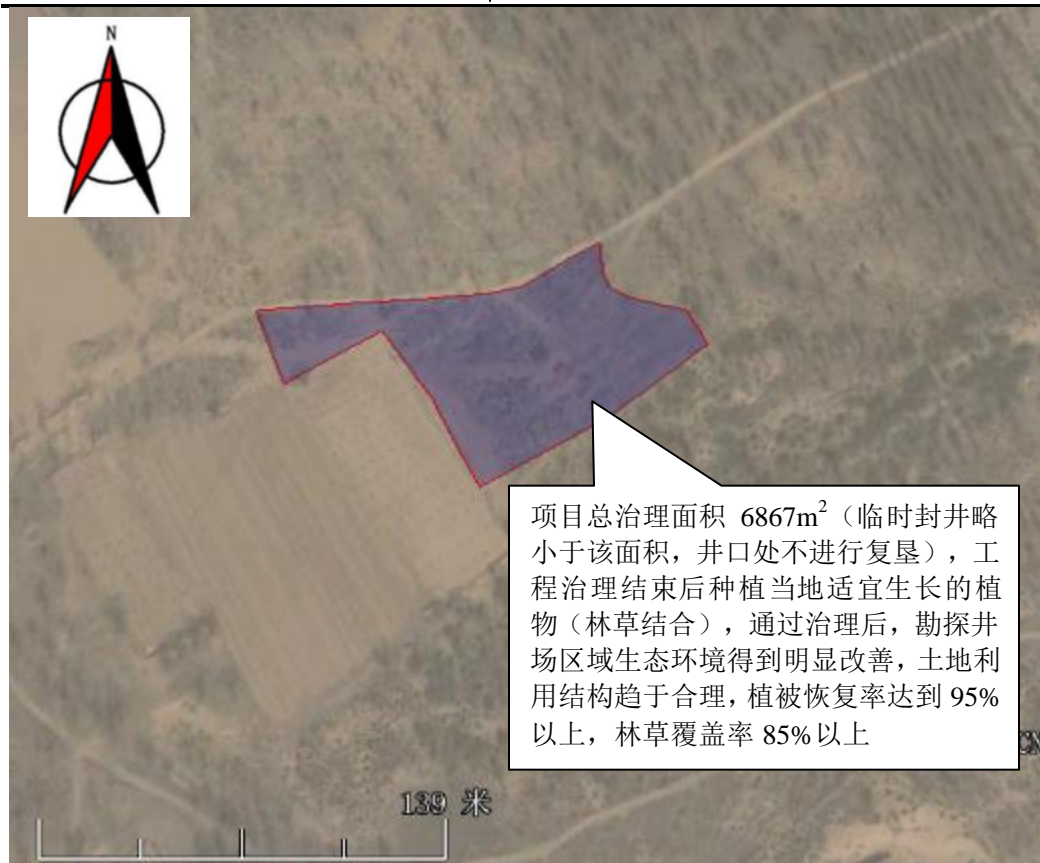 N
项目总治理面积 6867m²（临时封井略
小于该面积，井口处不进行复垦），工
程治理结束后种植当地适宜生长的植
物（林草结合），通过治理后，勘探井
场区域生态环境得到明显改善，土地利
用结构趋于合理，植被恢复率达到 95%
以上，林草覆盖率 85%以上
139 米